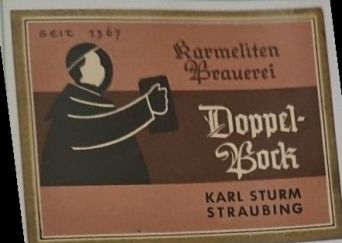 SEIT 1367
Karmeliten
Brauerei
Doppel-
Bock
KARL STURM
STRAUBING